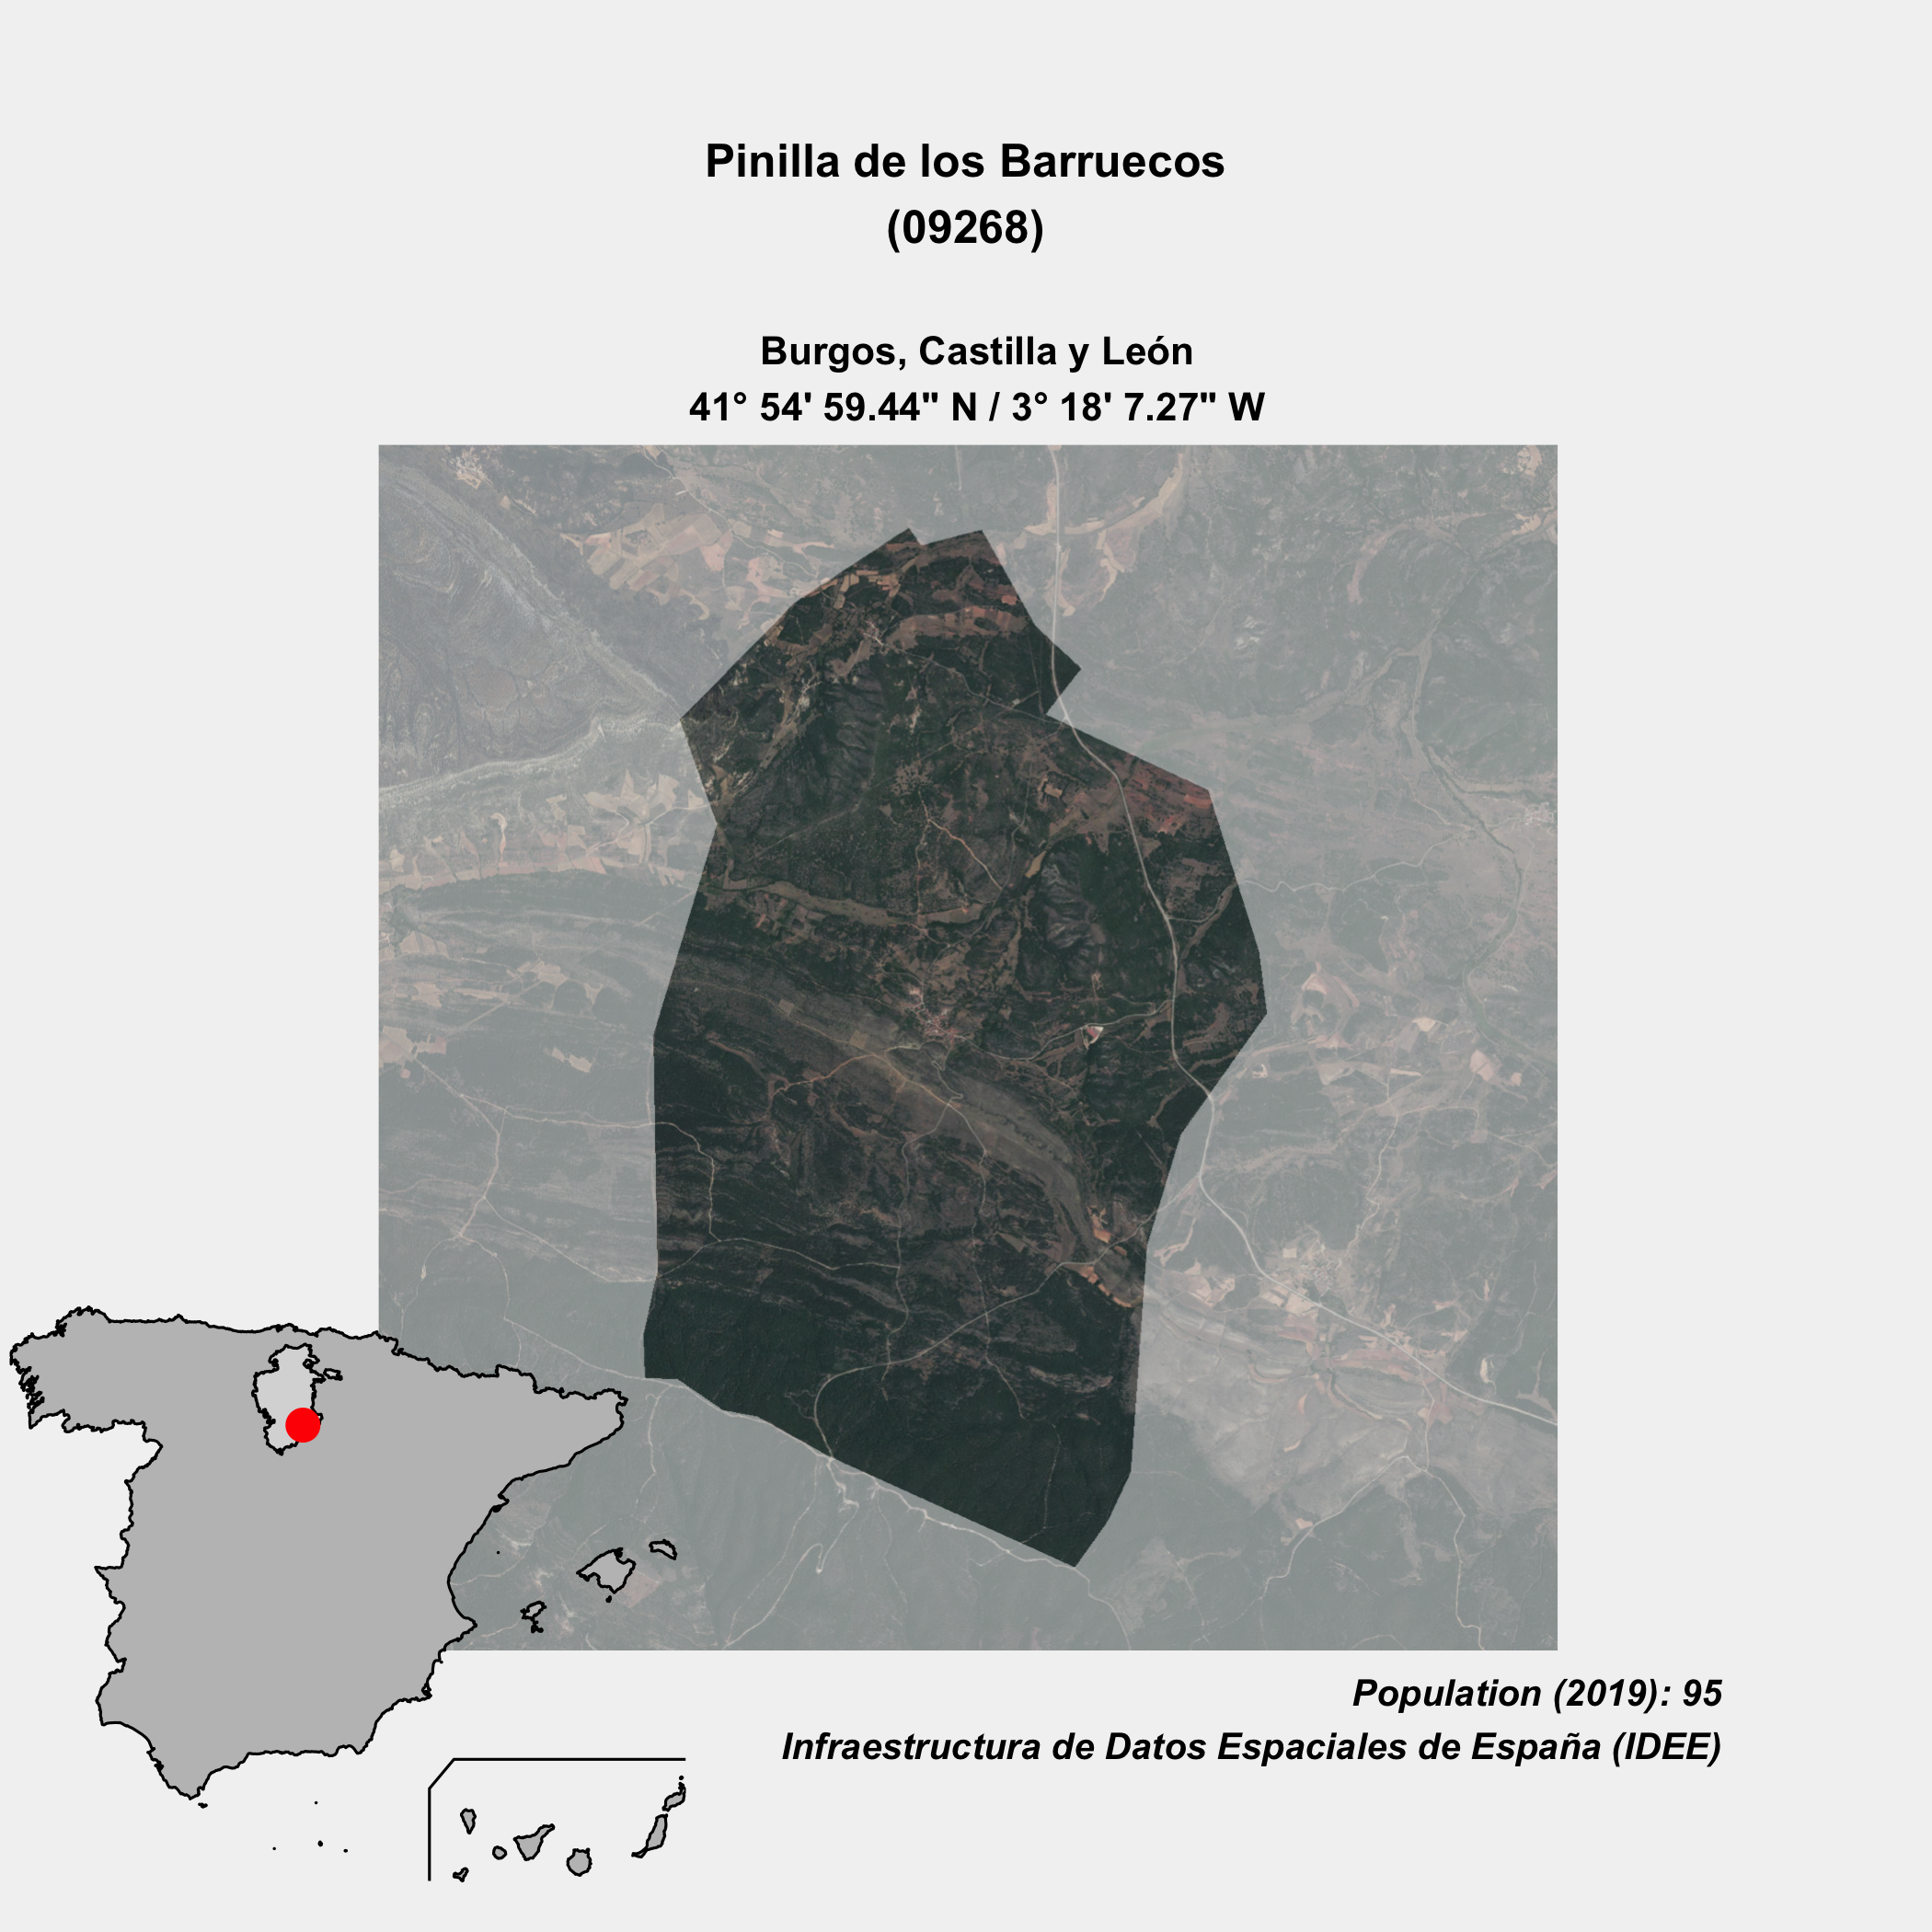 Pinilla de los Barruecos
(09268)
Burgos, Castilla y León
41° 54' 59.44" N / 3° 18' 7.27" W
Population (2019): 95
Infraestructura de Datos Espaciales de España (IDEE)